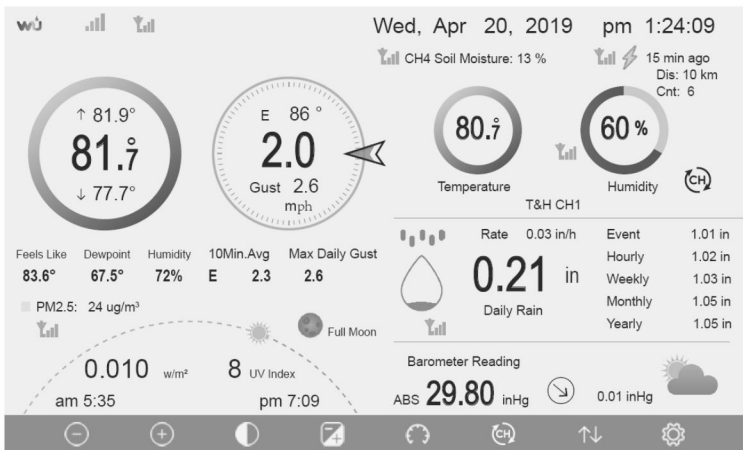 wu
Wed, Apr 20, 2019 pm 1:24:09
CH4 Soil Moisture: 13 %
15 min ago
Dis: 10 km
Cnt: 6
↑ 81.9°
81.7°
↓ 77.7°
E 86 °
2.0
Gust 2.6
mph
80.7°
Temperature
60 %
Humidity
CH
T&H CH1
Feels Like Dewpoint Humidity 10Min.Avg Max Daily Gust
83.6° 67.5° 72% E 2.3 2.6
PM2.5: 24 ug/m³
Full Moon
0.010 w/m² 8 UV Index
am 5:35 pm 7:09
Rate 0.03 in/h
0.21 in
Daily Rain
Event 1.01 in
Hourly 1.02 in
Weekly 1.03 in
Monthly 1.05 in
Yearly 1.05 in
Barometer Reading
ABS 29.80 inHg 0.01 inHg
CH